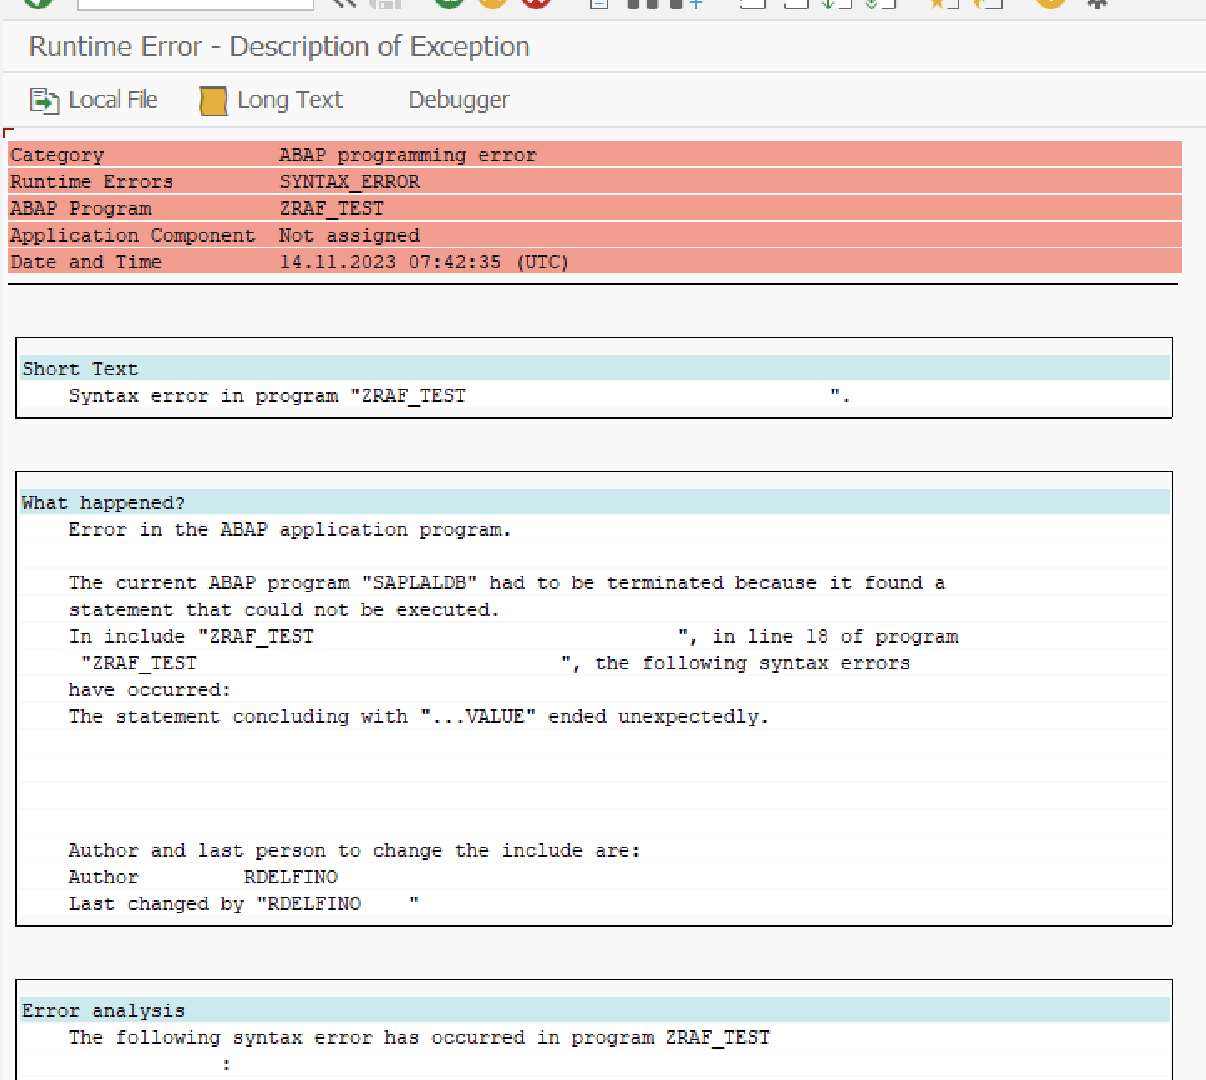 Runtime Error - Description of Exception
Local File Long Text Debugger
Category ABAP programming error
Runtime Errors SYNTAX_ERROR
ABAP Program ZRAF_TEST
Application Component Not assigned
Date and Time 14.11.2023 07:42:35 (UTC)
Short Text
Syntax error in program "ZRAF_TEST ".
What happened?
Error in the ABAP application program.
The current ABAP program "SAPLALDB" had to be terminated because it found a
statement that could not be executed.
In include "ZRAF_TEST ", in line 18 of program
"ZRAF_TEST ", the following syntax errors
have occurred:
The statement concluding with "...VALUE" ended unexpectedly.
Author and last person to change the include are:
Author RDELFINO
Last changed by "RDELFINO "
Error analysis
The following syntax error has occurred in program ZRAF_TEST
: